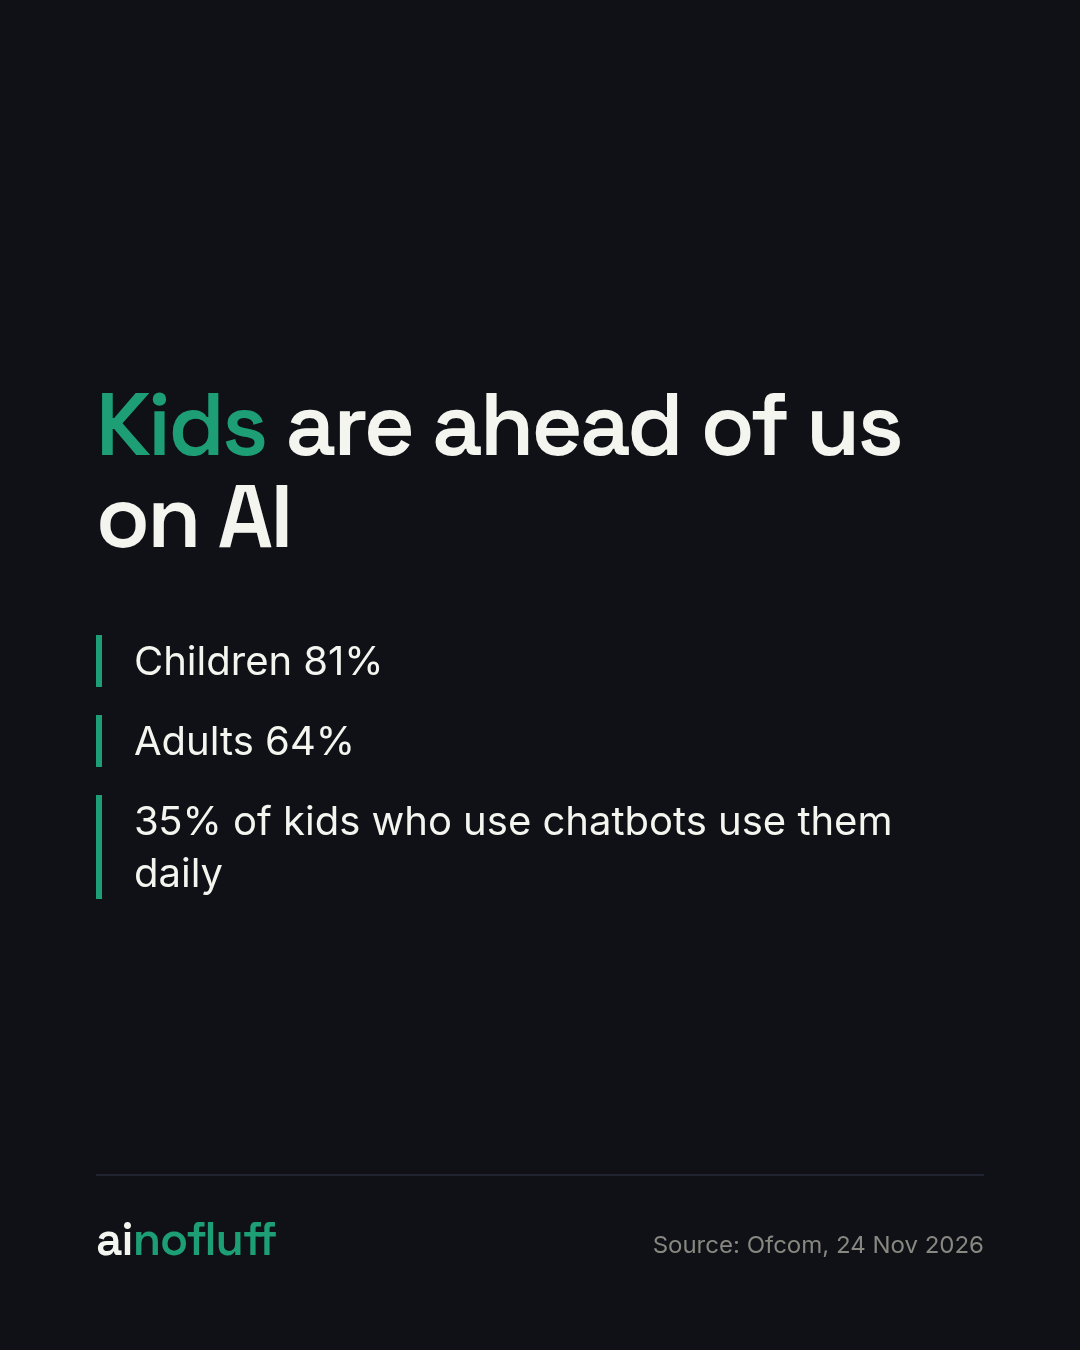 Kids are ahead of us
on AI
Children 81%
Adults 64%
35% of kids who use chatbots use them
daily
ainofluff
Source: Ofcom, 24 Nov 2026